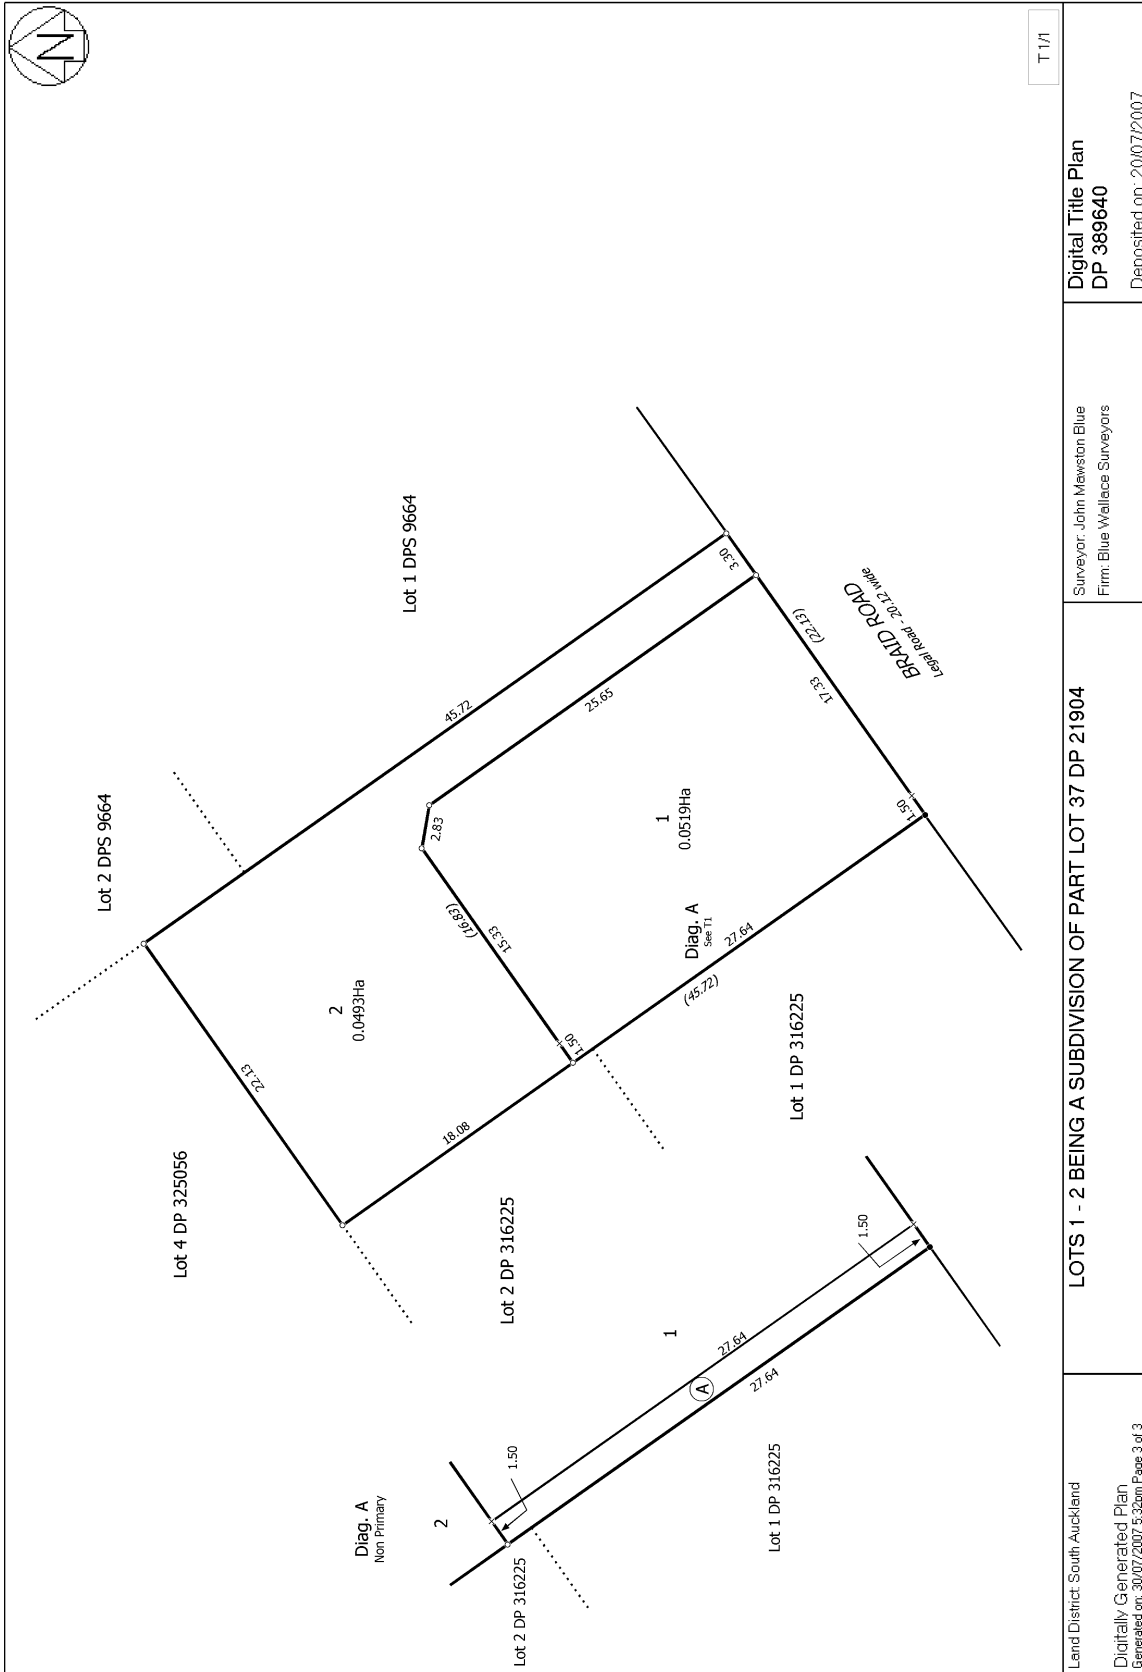 N
T 1/1
Lot 4 DP 325056
Lot 2 DPS 9664
Lot 1 DPS 9664
22.13
45.72
2
0.0493Ha
18.08
(16.83)
15.33
2.83
25.65
3.30
1.50
Lot 2 DP 316225
1
0.0519Ha
Diag. A
See T1
27.64
(45.72)
(22.13)
17.33
1.50
BRAID ROAD
Legal Road - 20.12 wide
Lot 1 DP 316225
Diag. A
Non Primary
2
1.50
1
27.64
A
27.64
1.50
Lot 2 DP 316225
Lot 1 DP 316225
Land District: South Auckland
Digitally Generated Plan
Generated on: 30/07/2007 5:32pm Page 3 of 3
LOTS 1 - 2 BEING A SUBDIVISION OF PART LOT 37 DP 21904
Surveyor: John Mawston Blue
Firm: Blue Wallace Surveyors
Digital Title Plan
DP 389640
Deposited on: 20/07/2007